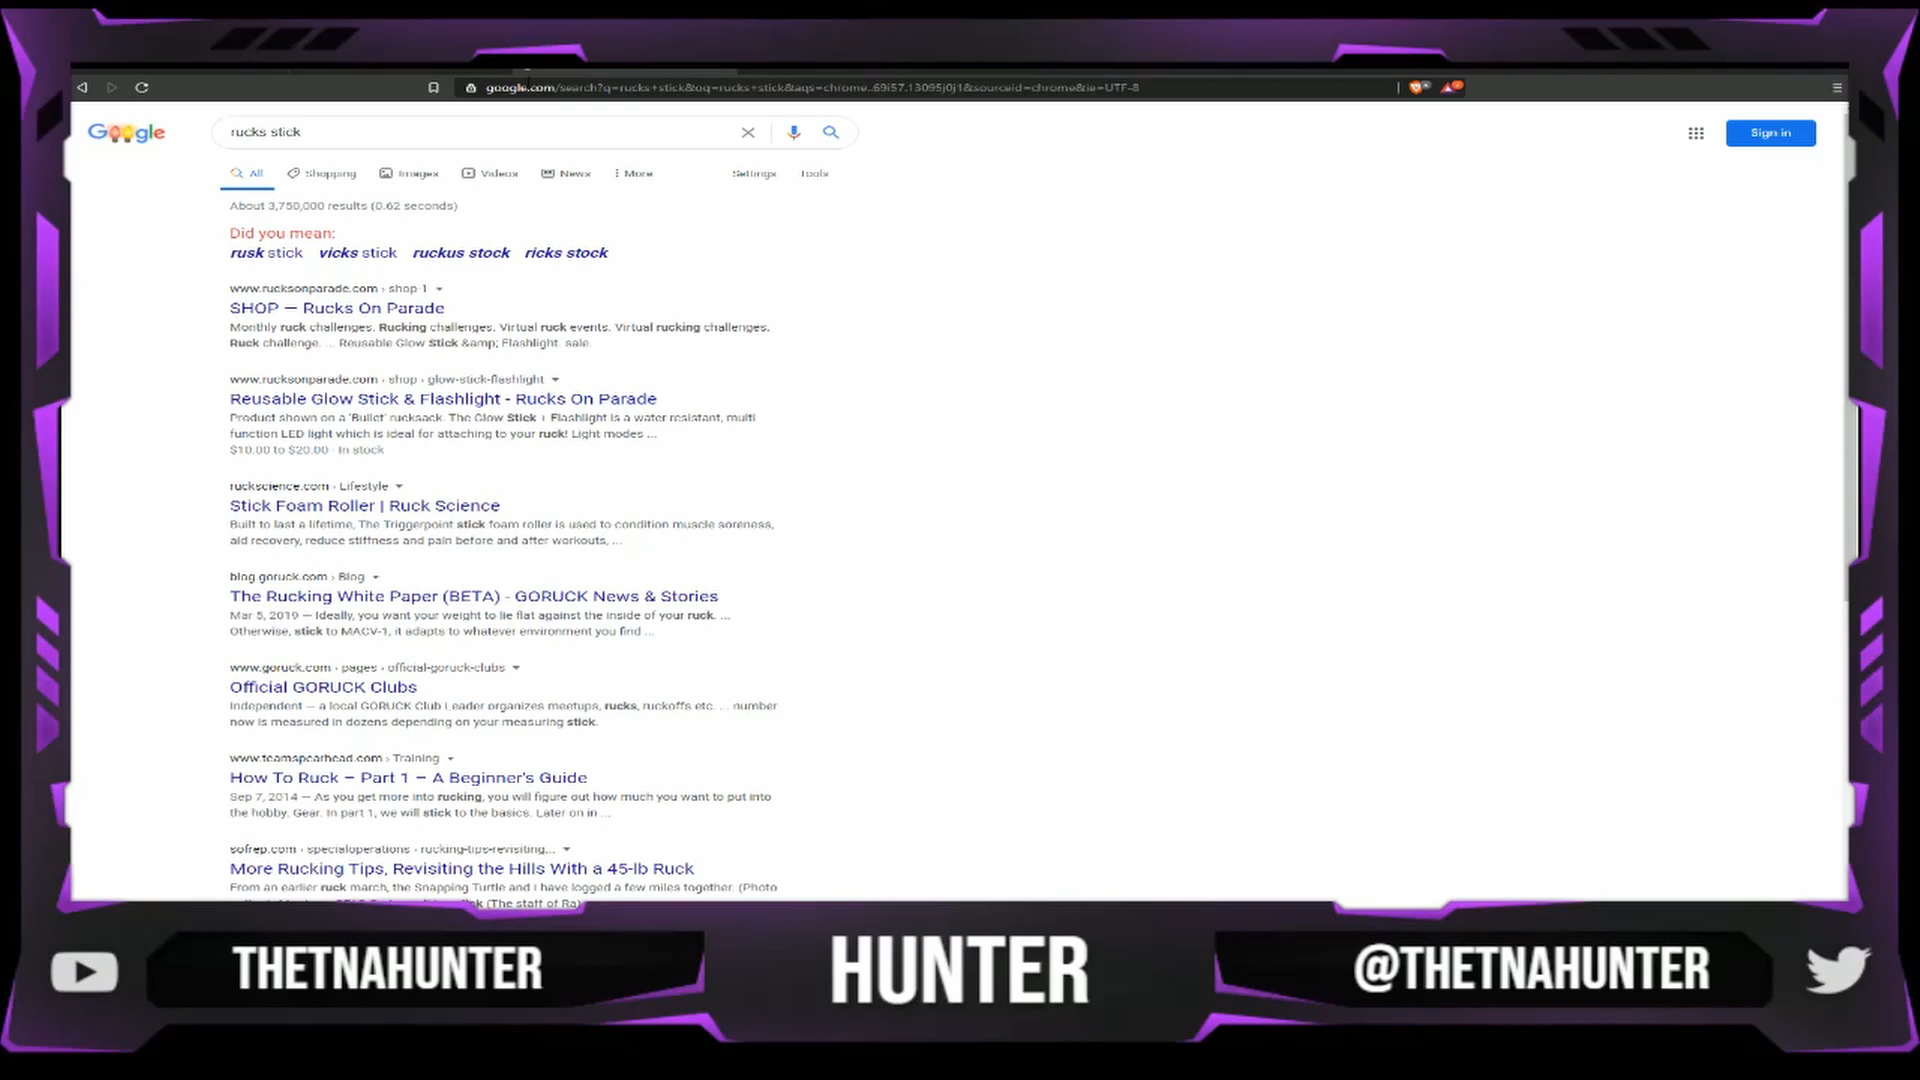 google.com/search?q=rucks+stick&oq=rucks+stick&aqs=chrome..69i57.13095j0j1&sourceid=chrome&ie=UTF-8
Google
rucks stick
Sign in
All Shopping Images Videos News More Settings Tools
About 3,750,000 results (0.62 seconds)
Did you mean:
rusk stick vicks stick ruckus stock ricks stock
www.rucksonparade.com › shop-1
SHOP — Rucks On Parade
Monthly ruck challenges. Rucking challenges. Virtual ruck events. Virtual rucking challenges.
Ruck challenge. ... Reusable Glow Stick &amp; Flashlight. sale.
www.rucksonparade.com › shop › glow-stick-flashlight
Reusable Glow Stick & Flashlight - Rucks On Parade
Product shown on a 'Bullet' rucksack. The Glow Stick + Flashlight is a water resistant, multi
function LED light which is ideal for attaching to your ruck! Light modes ...
$10.00 to $20.00 · In stock
ruckscience.com › Lifestyle
Stick Foam Roller | Ruck Science
Built to last a lifetime, The Triggerpoint stick foam roller is used to condition muscle soreness,
aid recovery, reduce stiffness and pain before and after workouts, ...
blog.goruck.com › Blog
The Rucking White Paper (BETA) - GORUCK News & Stories
Mar 5, 2019 — Ideally, you want your weight to lie flat against the inside of your ruck. ...
Otherwise, stick to MACV-1, it adapts to whatever environment you find ...
www.goruck.com › pages › official-goruck-clubs
Official GORUCK Clubs
Independent — a local GORUCK Club Leader organizes meetups, rucks, ruckoffs etc. ... number
now is measured in dozens depending on your measuring stick.
www.teamspearhead.com › Training
How To Ruck – Part 1 – A Beginner's Guide
Sep 7, 2014 — As you get more into rucking, you will figure out how much you want to put into
the hobby. Gear. In part 1, we will stick to the basics. Later on in ...
sofrep.com › specialoperations › rucking-tips-revisiting...
More Rucking Tips, Revisiting the Hills With a 45-lb Ruck
From an earlier ruck march, the Snapping Turtle and I have logged a few miles together. (Photo
(The staff of Ra)
THETNAHUNTER
HUNTER
@THETNAHUNTER